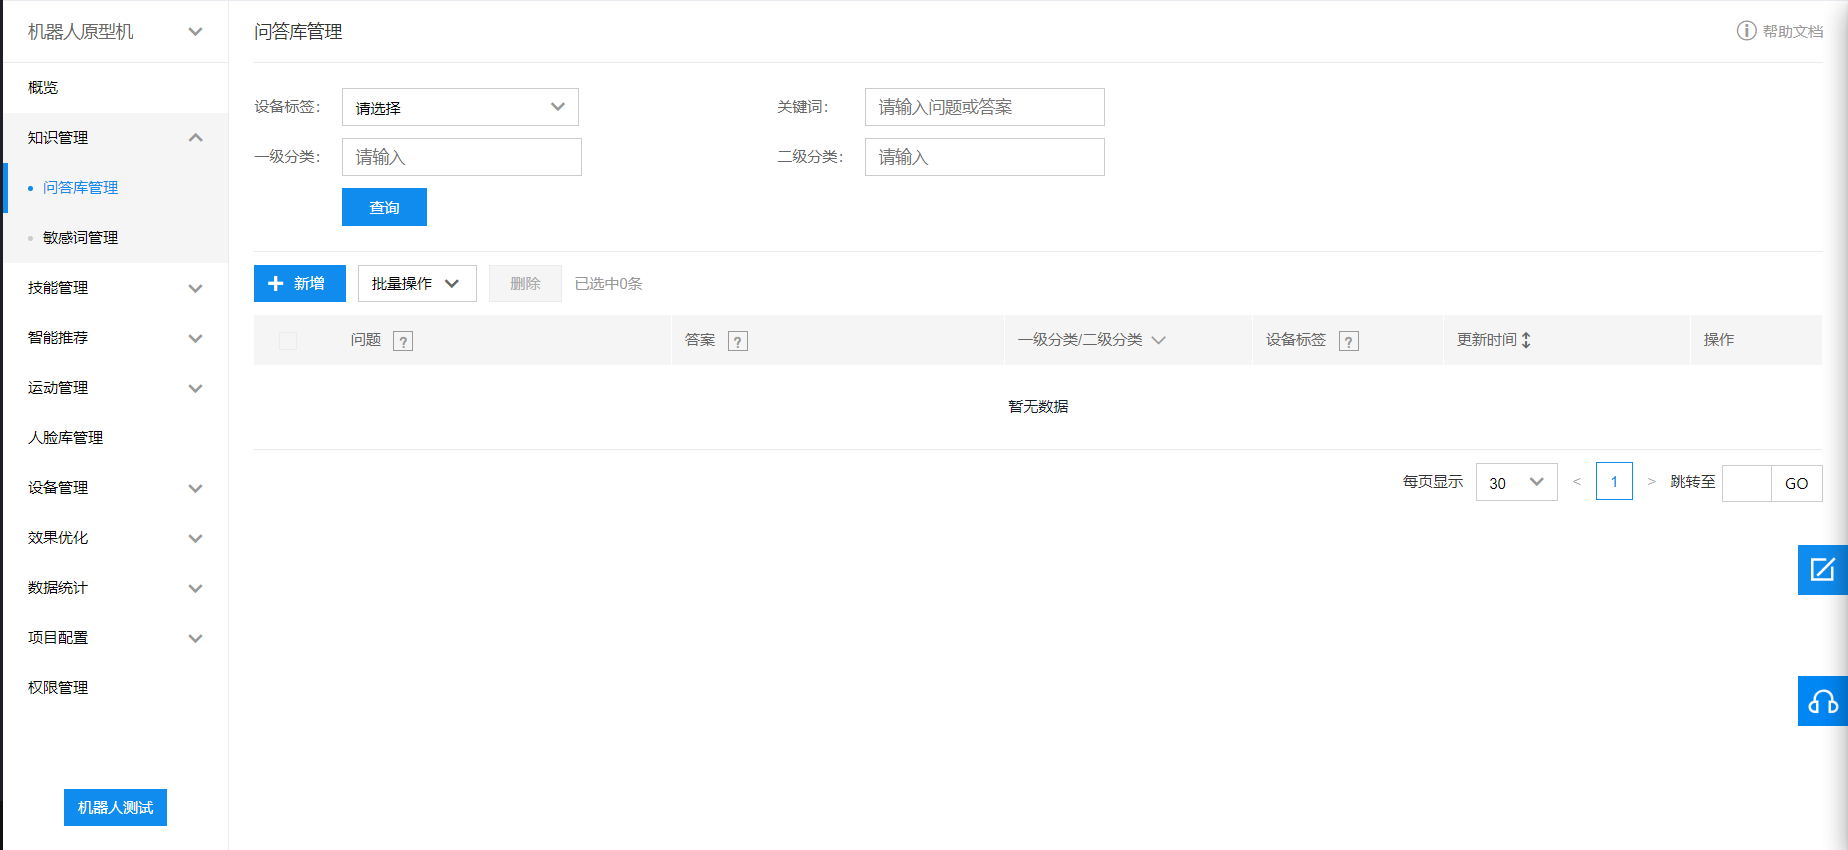 机器人原型机
概览
知识管理
问答库管理
敏感词管理
技能管理
智能推荐
运动管理
人脸库管理
设备管理
效果优化
数据统计
项目配置
权限管理
机器人测试
问答库管理
帮助文档
设备标签： 请选择 关键词： 请输入问题或答案
一级分类： 请输入 二级分类： 请输入
查询
新增 批量操作 删除 已选中0条
问题 ? 答案 ? 一级分类/二级分类 设备标签 ? 更新时间 操作
暂无数据
每页显示 30 < 1 > 跳转至 GO